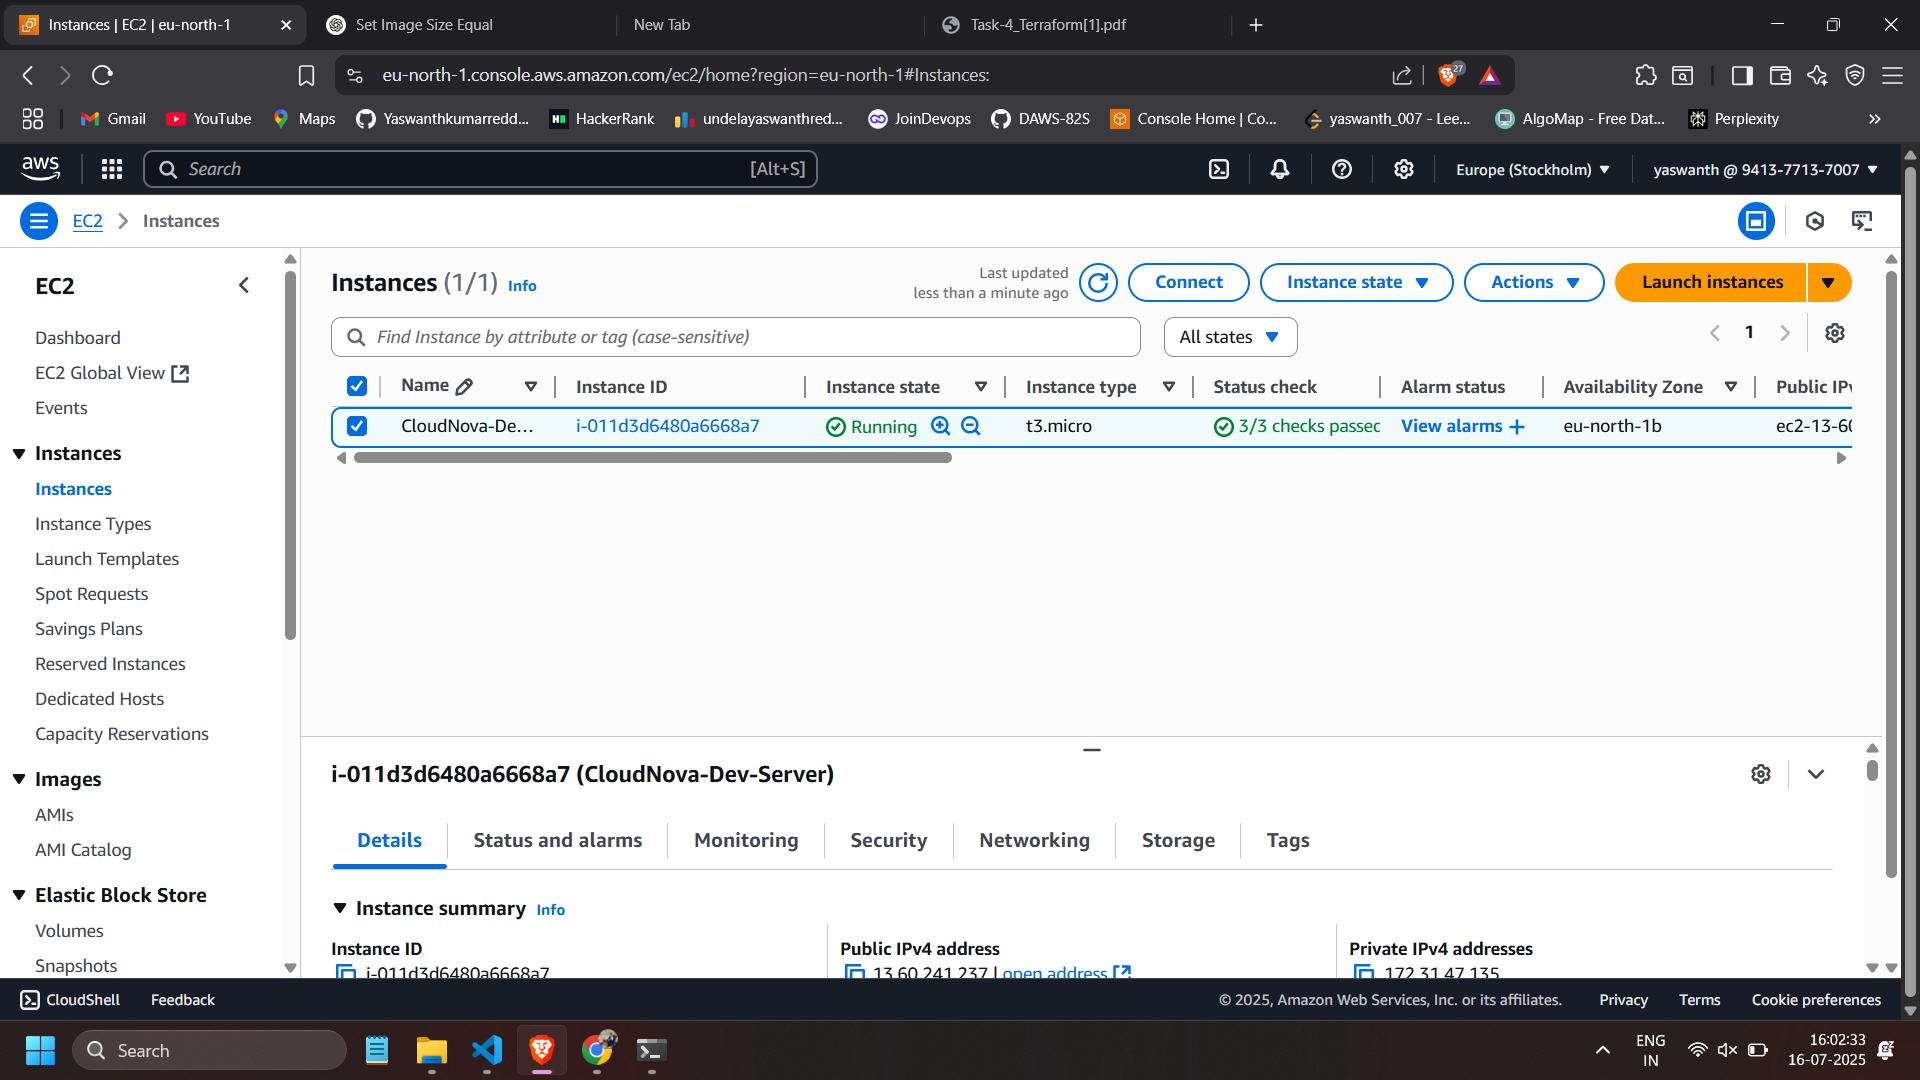 Instances | EC2 | eu-north-1
Set Image Size Equal
New Tab
Task-4_Terraform[1].pdf
eu-north-1.console.aws.amazon.com/ec2/home?region=eu-north-1#Instances:
27
Gmail
YouTube
Maps
Yaswanthkumarredd...
HackerRank
undelayaswanthred...
JoinDevops
DAWS-82S
Console Home | Co...
yaswanth_007 - Lee...
AlgoMap - Free Dat...
Perplexity
aws
Search
[Alt+S]
Europe (Stockholm)
yaswanth @ 9413-7713-7007
EC2
Instances
EC2
Dashboard
EC2 Global View
Events
Instances
Instances
Instance Types
Launch Templates
Spot Requests
Savings Plans
Reserved Instances
Dedicated Hosts
Capacity Reservations
Images
AMIs
AMI Catalog
Elastic Block Store
Volumes
Snapshots
Instances (1/1) Info
Last updated
less than a minute ago
Connect
Instance state
Actions
Launch instances
Find Instance by attribute or tag (case-sensitive)
All states
1
Name
Instance ID
Instance state
Instance type
Status check
Alarm status
Availability Zone
Public IPv
CloudNova-De...
i-011d3d6480a6668a7
Running
t3.micro
3/3 checks passec
View alarms +
eu-north-1b
ec2-13-60
i-011d3d6480a6668a7 (CloudNova-Dev-Server)
Details
Status and alarms
Monitoring
Security
Networking
Storage
Tags
Instance summary Info
Instance ID
i-011d3d6480a6668a7
Public IPv4 address
13.60.241.237 | open address
Private IPv4 addresses
172.31.47.135
CloudShell
Feedback
© 2025, Amazon Web Services, Inc. or its affiliates.
Privacy
Terms
Cookie preferences
Search
ENG
IN
16:02:33
16-07-2025